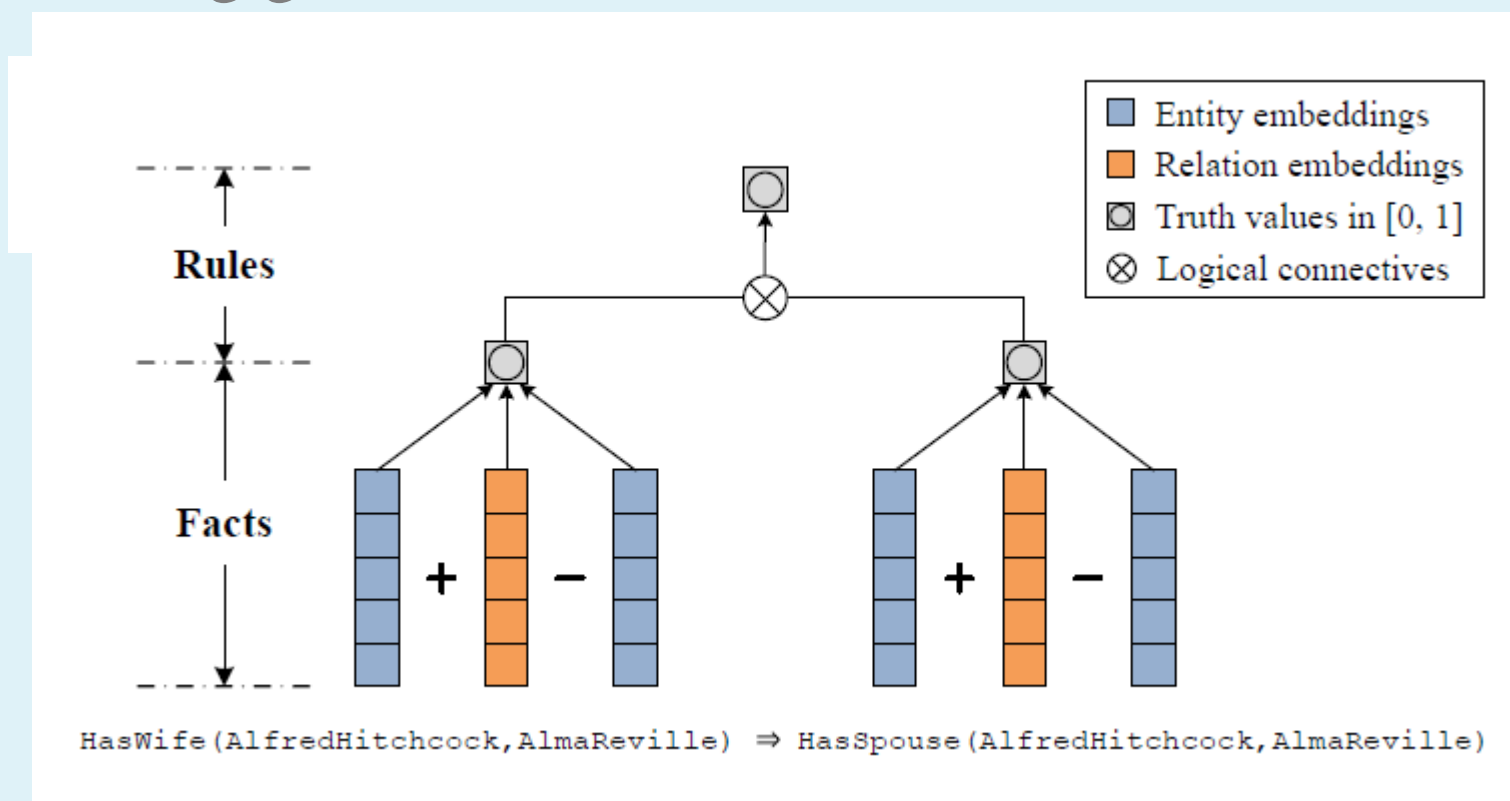 Entity embeddings
Relation embeddings
Truth values in [0, 1]
Logical connectives
Rules
Facts
+ − + −
HasWife(AlfredHitchcock,AlmaReville) ⇒ HasSpouse(AlfredHitchcock,AlmaReville)